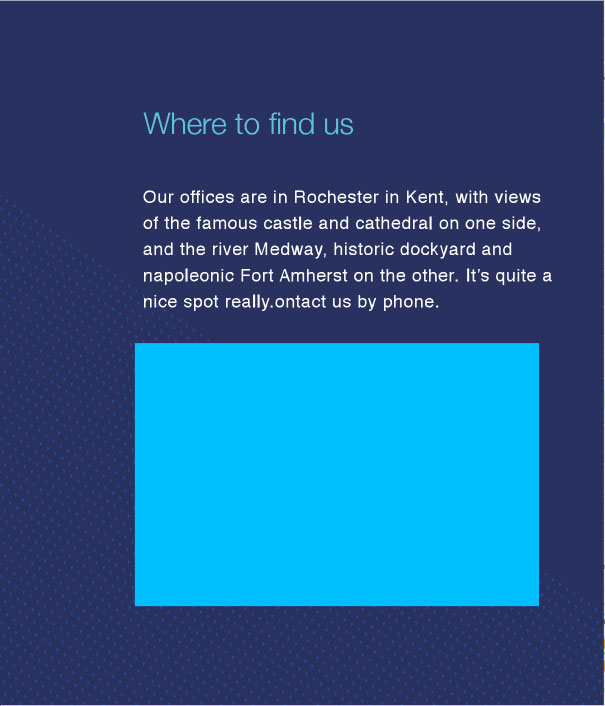 Where to find us
Our offices are in Rochester in Kent, with views
of the famous castle and cathedral on one side,
and the river Medway, historic dockyard and
napoleonic Fort Amherst on the other. It's quite a
nice spot really.ontact us by phone.